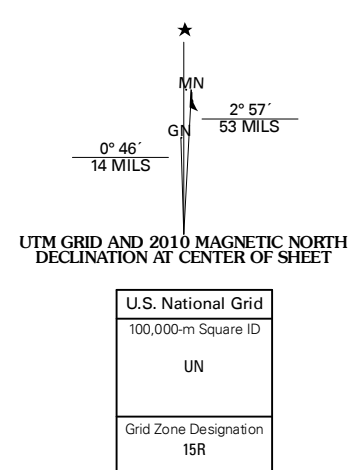 MN
2° 57´
53 MILS
GN
0° 46´
14 MILS
UTM GRID AND 2010 MAGNETIC NORTH
DECLINATION AT CENTER OF SHEET
U.S. National Grid
100,000-m Square ID
UN
Grid Zone Designation
15R